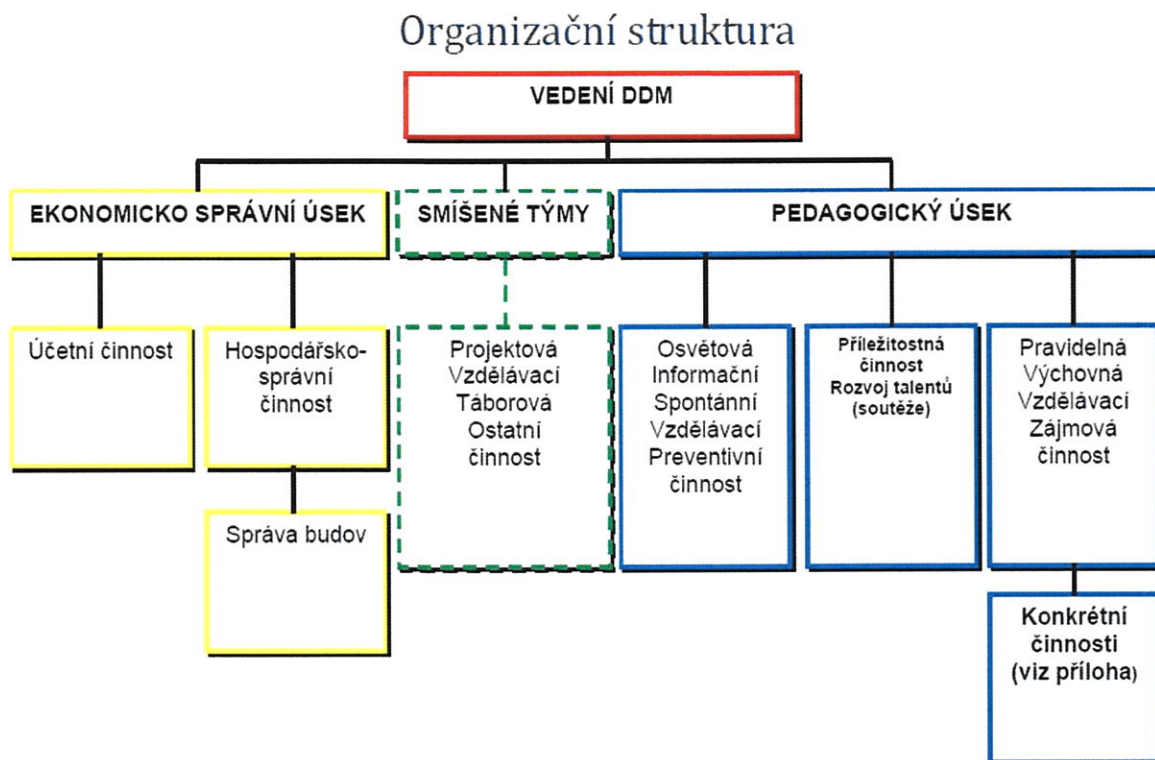 Organizační struktura
VEDENÍ DDM
EKONOMICKO SPRÁVNÍ ÚSEK
SMÍŠENÉ TÝMY
PEDAGOGICKÝ ÚSEK
Účetní činnost
Hospodářsko-
správní
činnost
Projektová
Vzdělávací
Táborová
Ostatní
činnost
Osvětová
Informační
Spontánní
Vzdělávací
Preventivní
činnost
Příležitostná
činnost
Rozvoj talentů
(soutěže)
Pravidelná
Výchovná
Vzdělávací
Zájmová
činnost
Správa budov
Konkrétní
činnosti
(viz příloha)